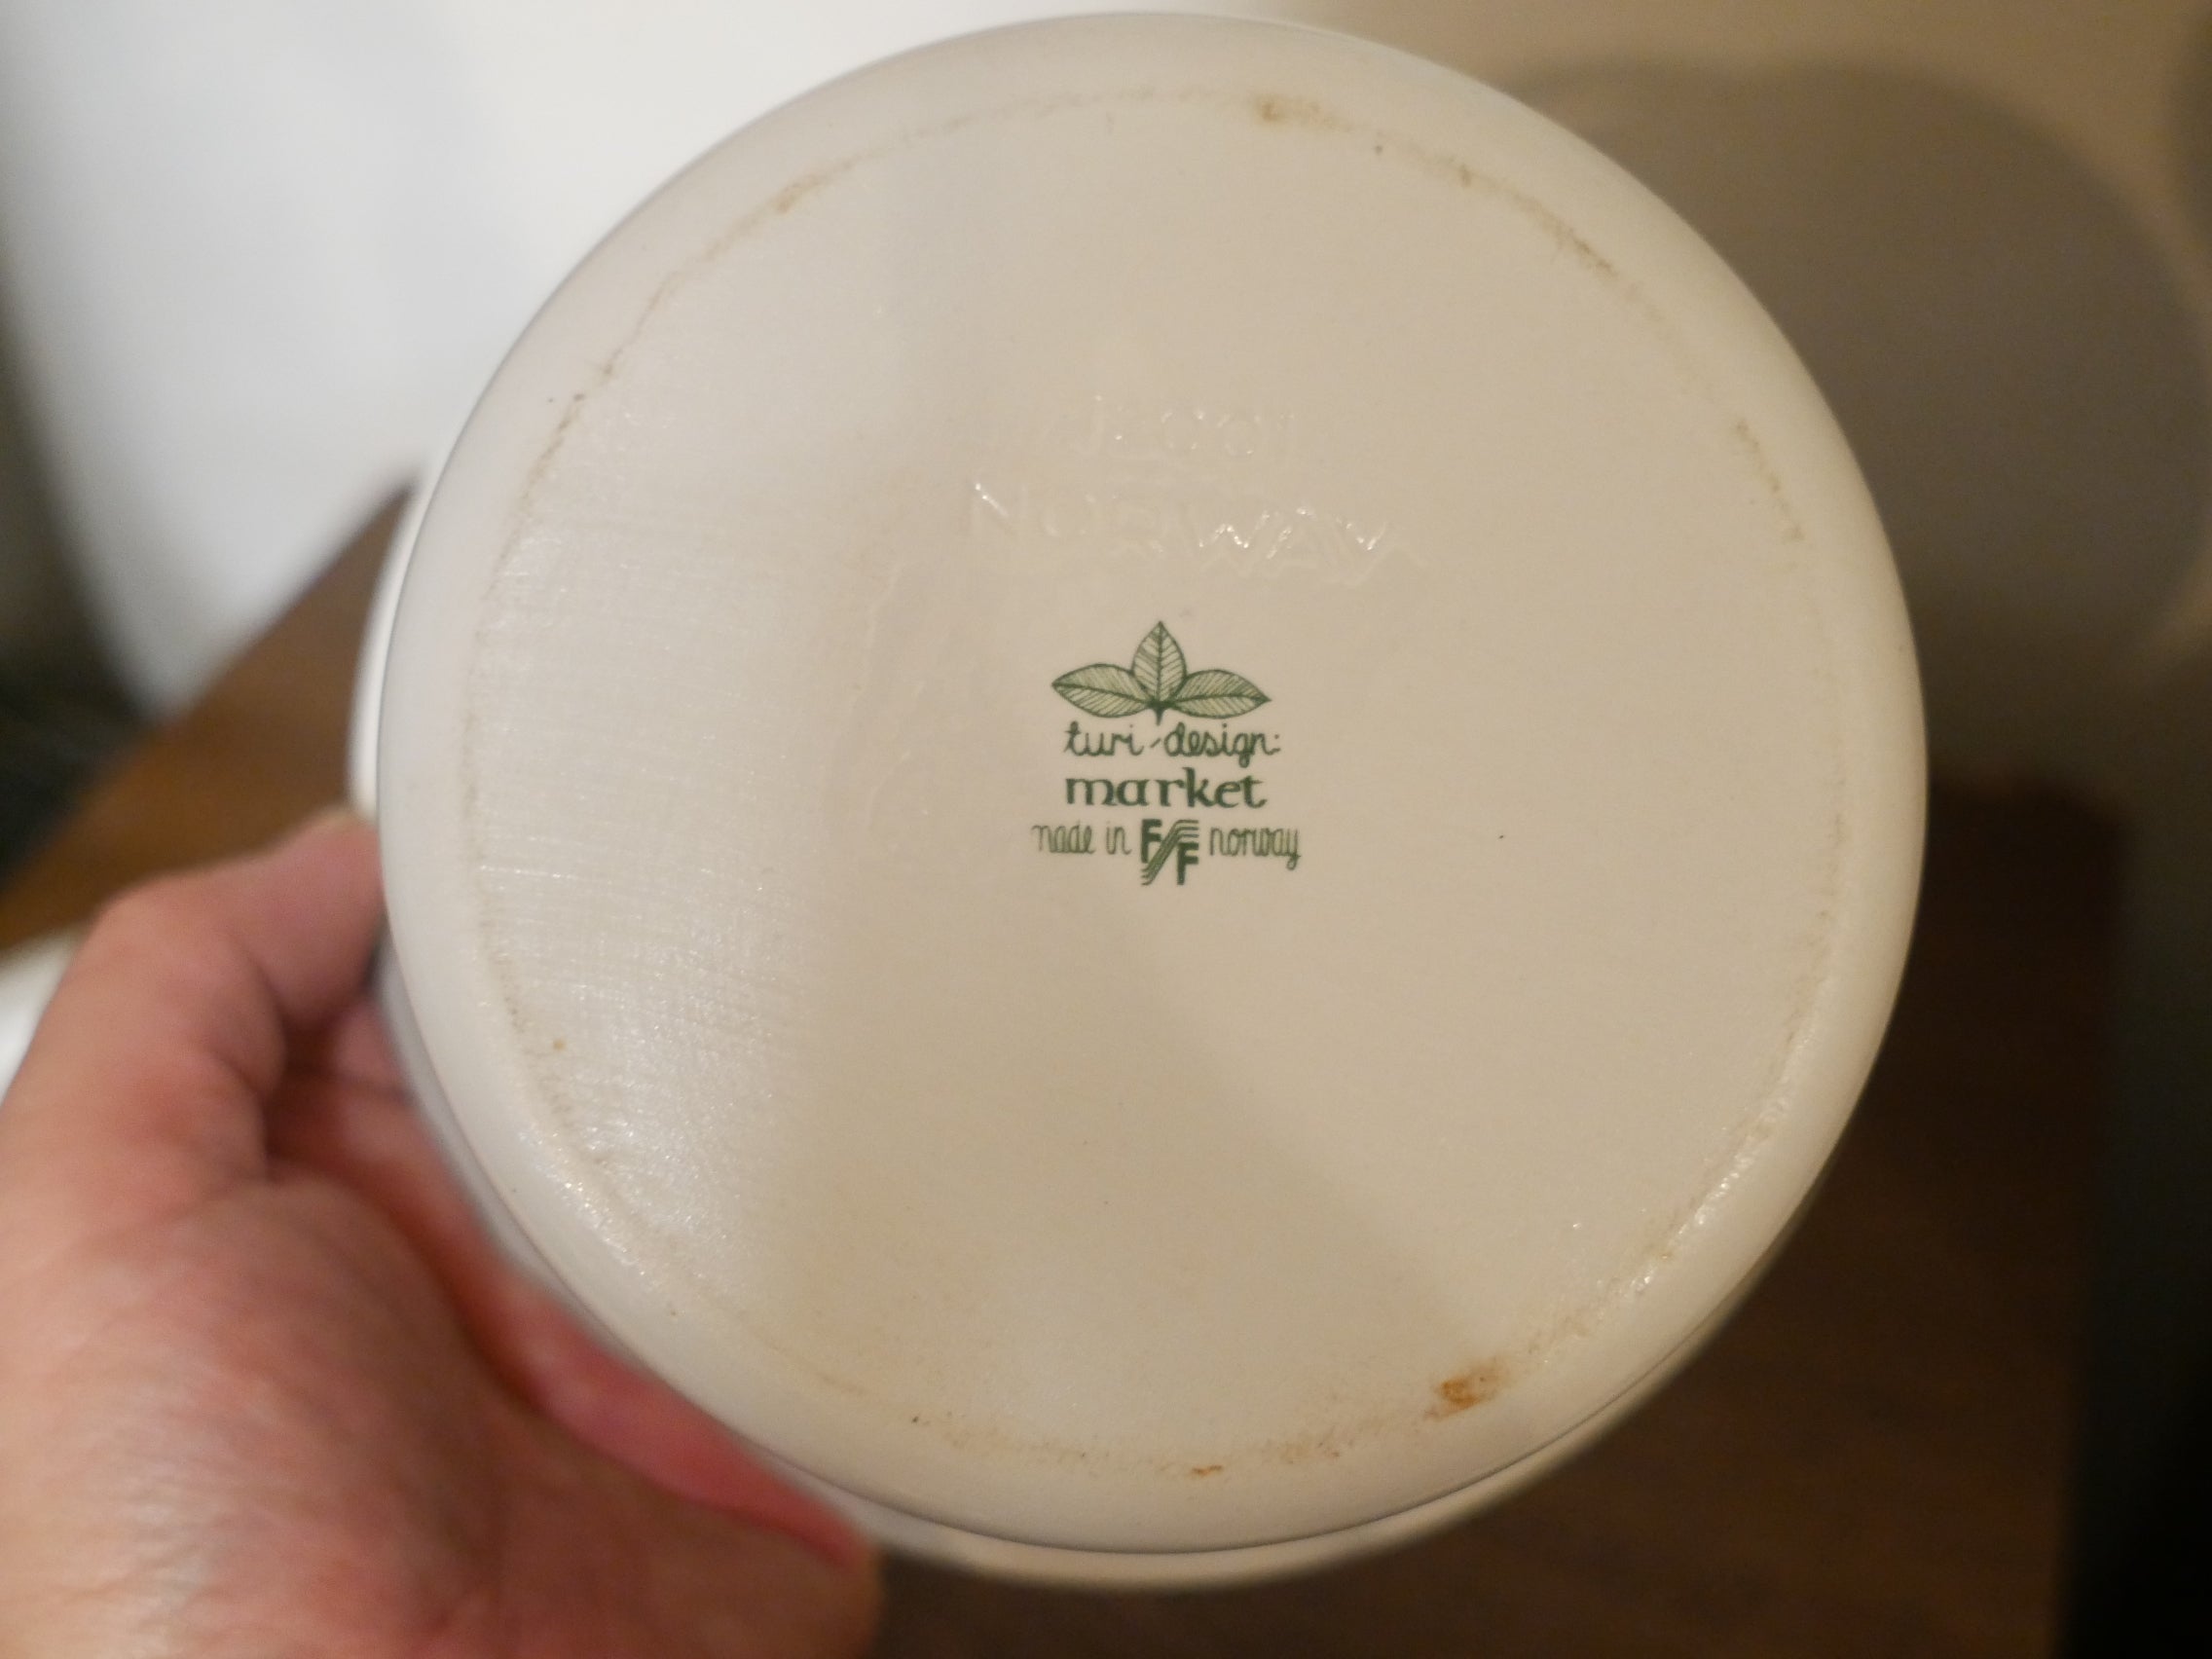 NORWAY
turi-design:
market
made in F/F norway